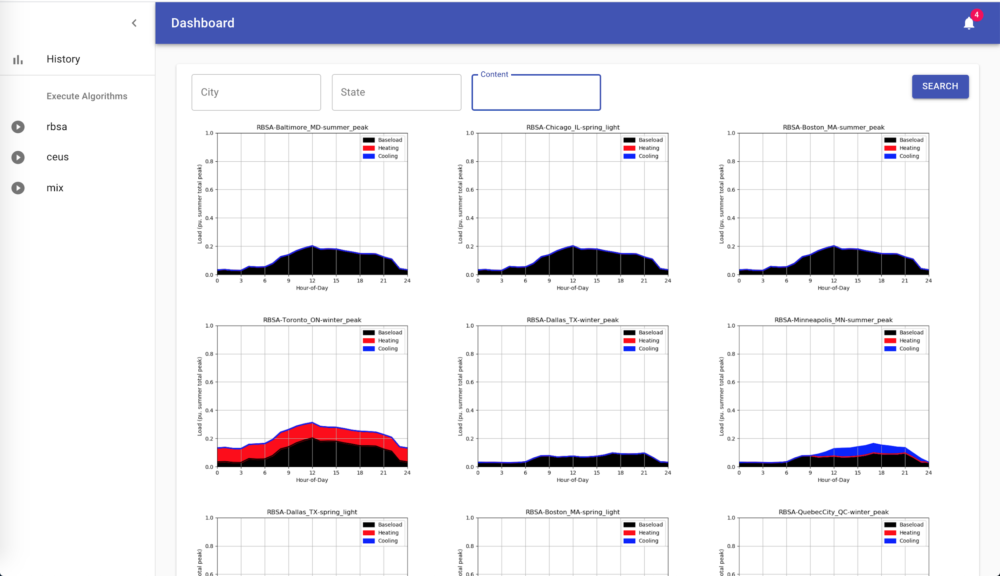 Dashboard
4
History
Execute Algorithms
rbsa
ceus
mix
City
State
Content
SEARCH
RBSA-Baltimore_MD-summer_peak
1.0
0.8
0.6
0.4
0.2
0.0
Load (pu. summer total peak)
Baseload
Heating
Cooling
0 3 6 9 12 15 18 21 24
Hour-of-Day
RBSA-Chicago_IL-spring_light
1.0
0.8
0.6
0.4
0.2
0.0
Load (pu. summer total peak)
Baseload
Heating
Cooling
0 3 6 9 12 15 18 21 24
Hour-of-Day
RBSA-Boston_MA-summer_peak
1.0
0.8
0.6
0.4
0.2
0.0
Load (pu. summer total peak)
Baseload
Heating
Cooling
0 3 6 9 12 15 18 21 24
Hour-of-Day
RBSA-Toronto_ON-winter_peak
1.0
0.8
0.6
0.4
0.2
0.0
Load (pu. summer total peak)
Baseload
Heating
Cooling
0 3 6 9 12 15 18 21 24
Hour-of-Day
RBSA-Dallas_TX-winter_peak
1.0
0.8
0.6
0.4
0.2
0.0
Load (pu. summer total peak)
Baseload
Heating
Cooling
0 3 6 9 12 15 18 21 24
Hour-of-Day
RBSA-Minneapolis_MN-summer_peak
1.0
0.8
0.6
0.4
0.2
0.0
Load (pu. summer total peak)
Baseload
Heating
Cooling
0 3 6 9 12 15 18 21 24
Hour-of-Day
RBSA-Dallas_TX-spring_light
1.0
0.8
0.6
otal peak)
Baseload
Heating
Cooling
RBSA-Boston_MA-spring_light
1.0
0.8
0.6
otal peak)
Baseload
Heating
Cooling
RBSA-QuebecCity_QC-winter_peak
1.0
0.8
0.6
otal peak)
Baseload
Heating
Cooling